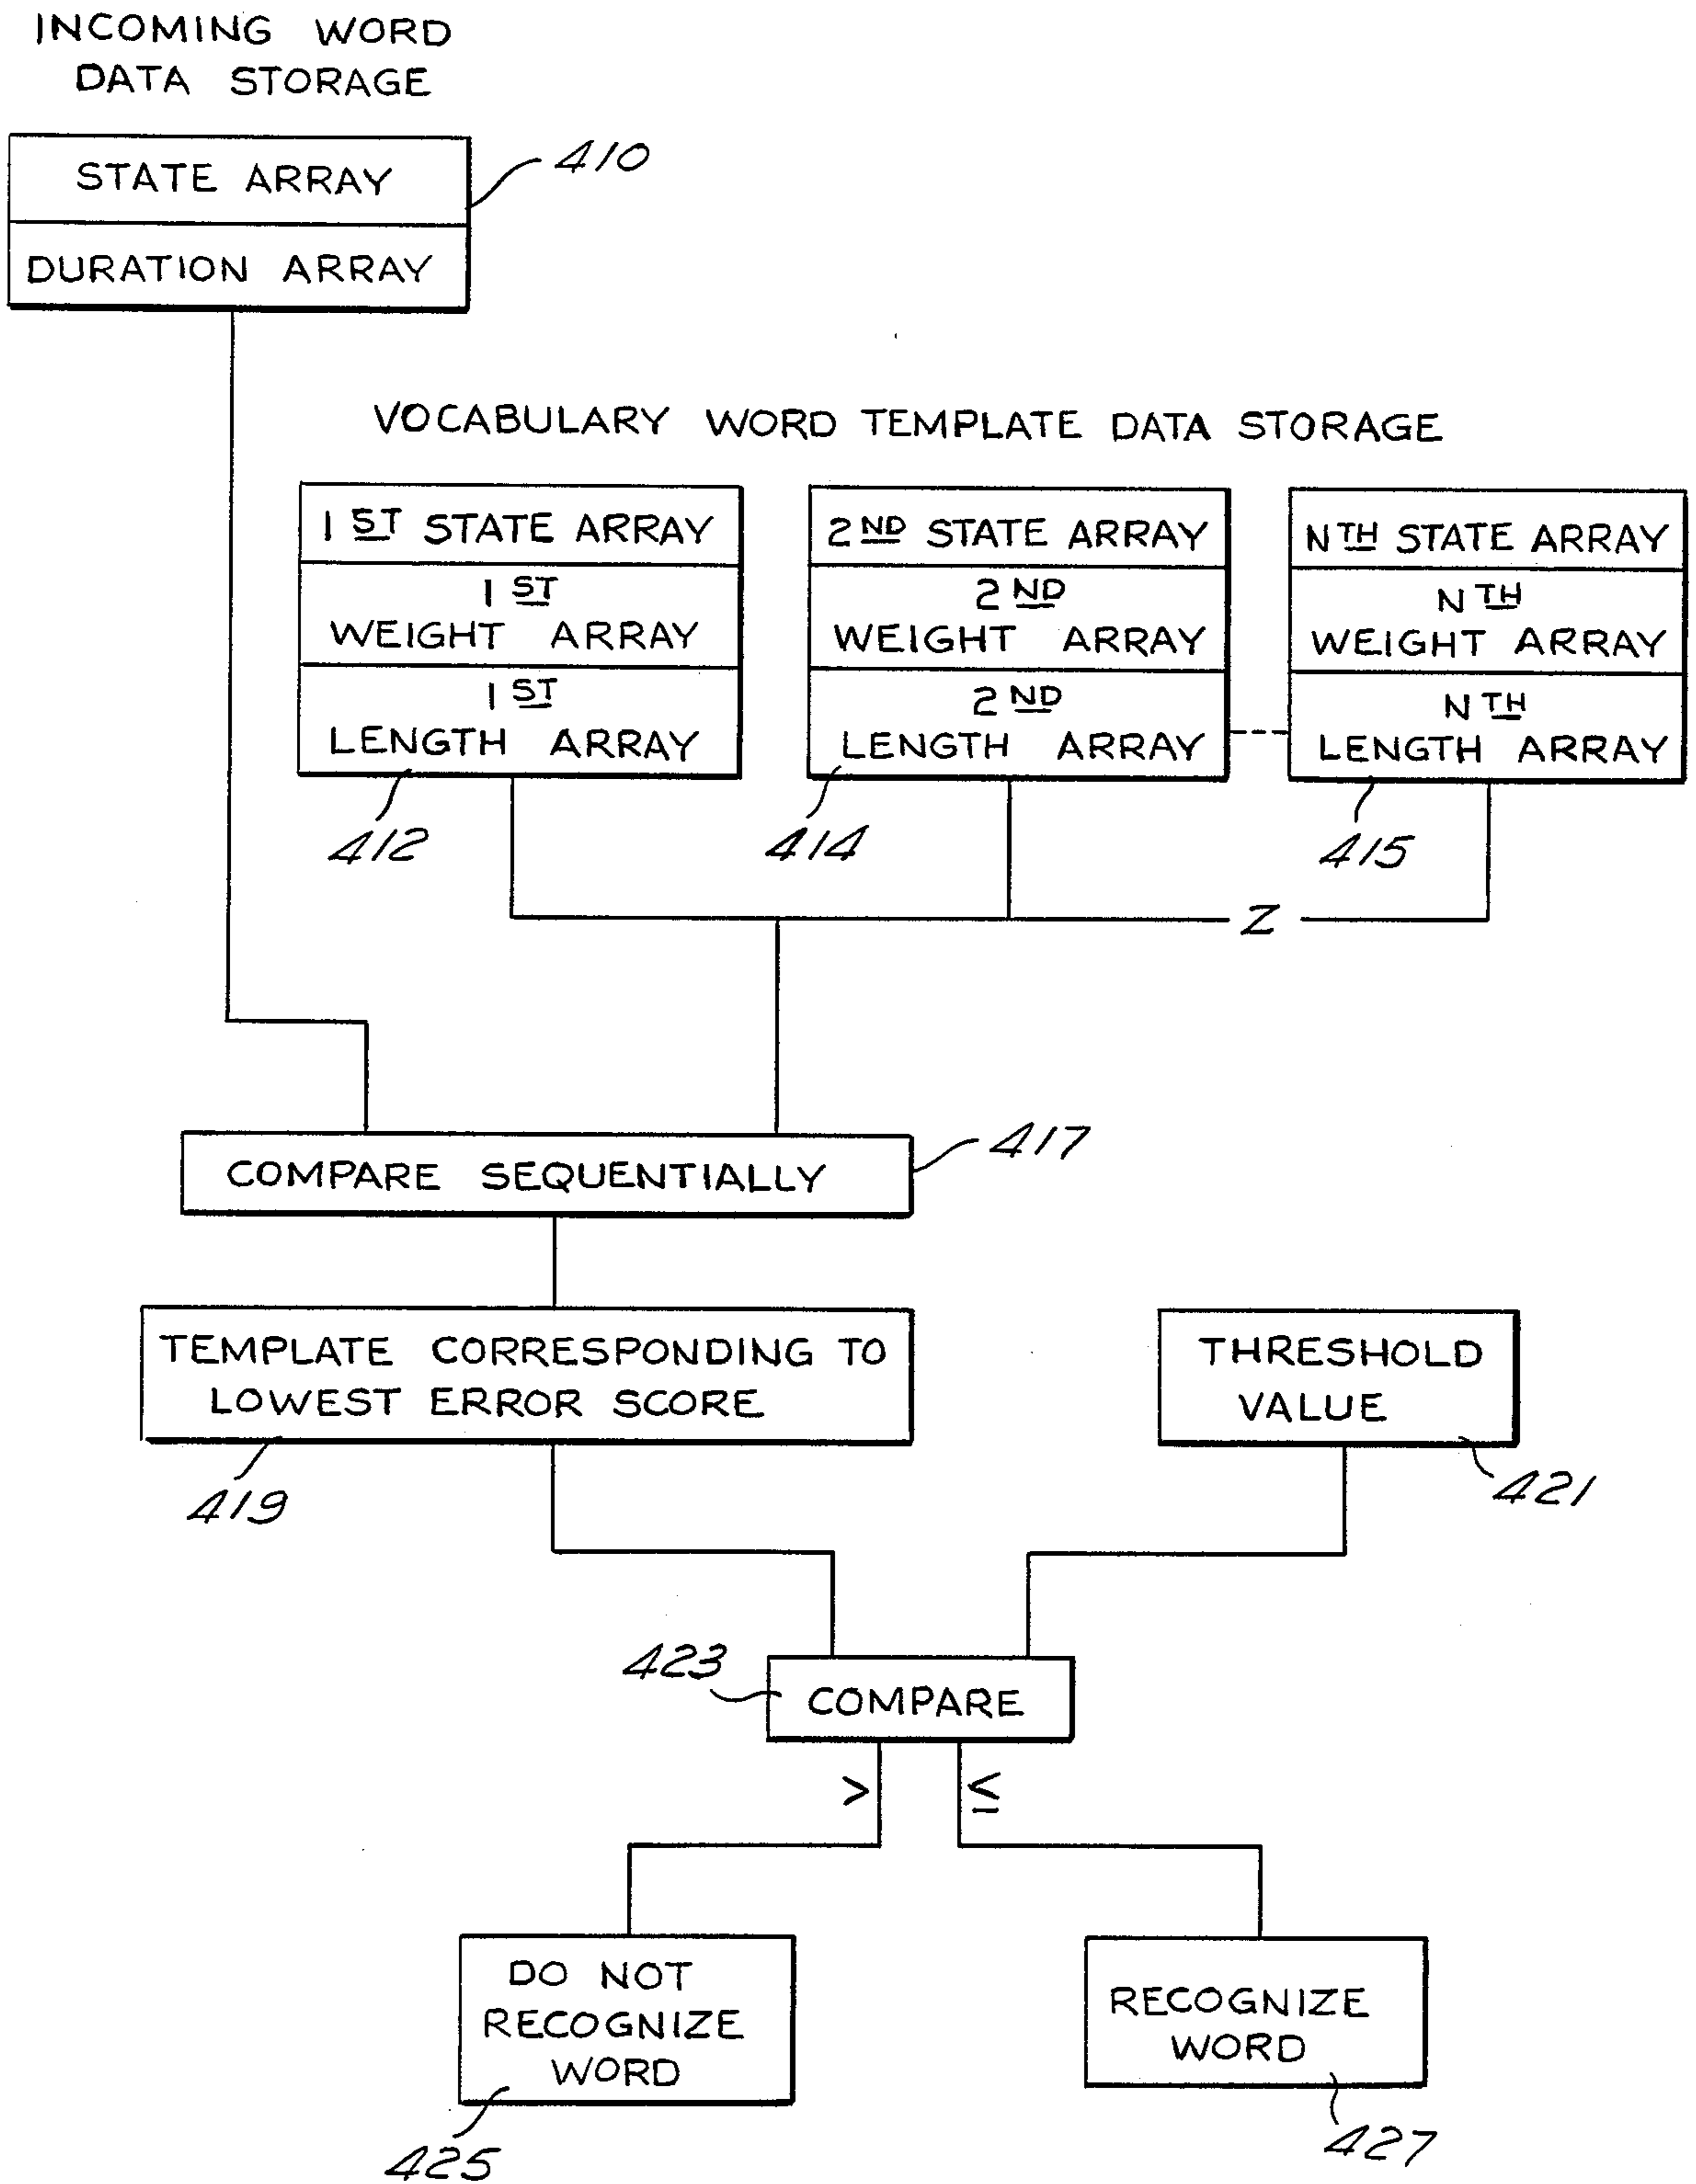 INCOMING WORD
DATA STORAGE
STATE ARRAY
410
DURATION ARRAY
VOCABULARY WORD TEMPLATE DATA STORAGE
1ST STATE ARRAY
1ST
WEIGHT ARRAY
1ST
LENGTH ARRAY
412
2ND STATE ARRAY
2ND
WEIGHT ARRAY
2ND
LENGTH ARRAY
414
NTH STATE ARRAY
NTH
WEIGHT ARRAY
NTH
LENGTH ARRAY
415
Z
COMPARE SEQUENTIALLY
417
TEMPLATE CORRESPONDING TO
LOWEST ERROR SCORE
419
THRESHOLD
VALUE
421
423
COMPARE
> ≤
DO NOT
RECOGNIZE
WORD
425
RECOGNIZE
WORD
427